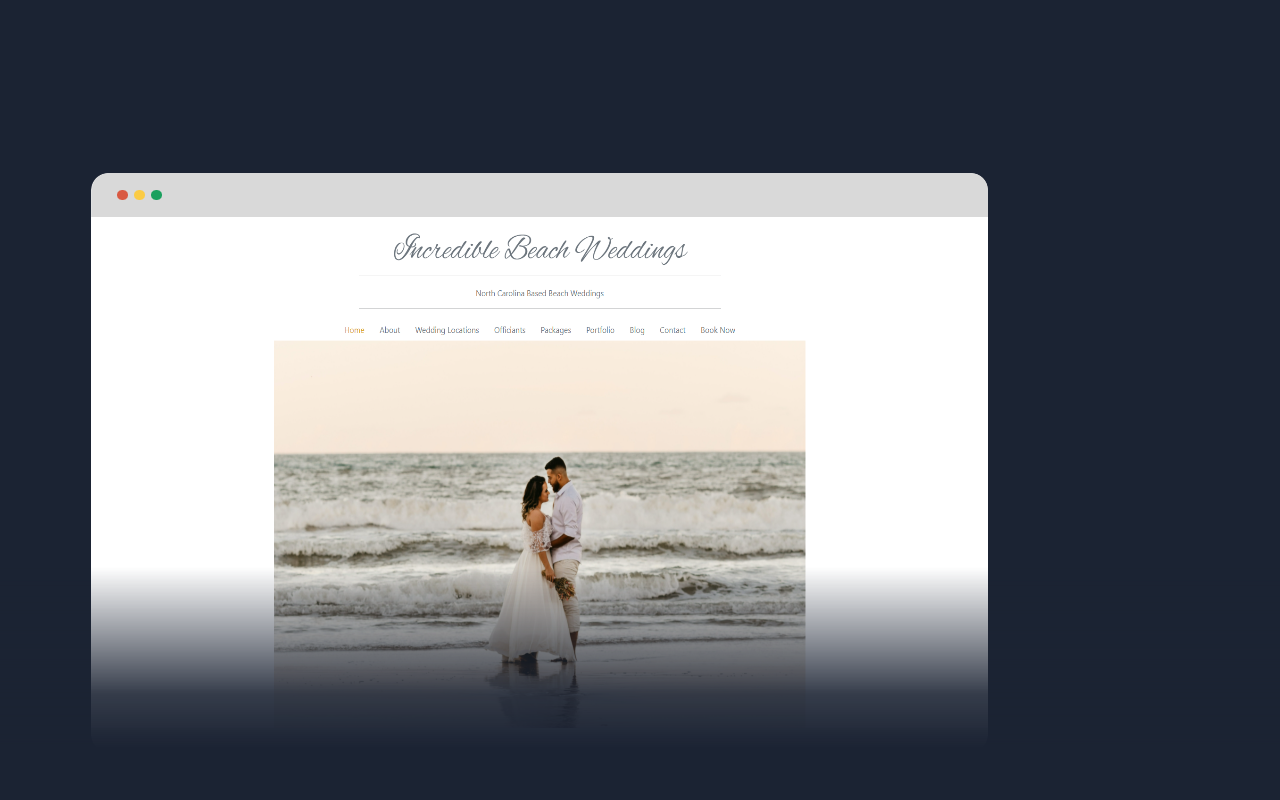 Incredible Beach Weddings
North Carolina Based Beach Weddings
Home About Wedding Locations Officiants Packages Portfolio Blog Contact Book Now